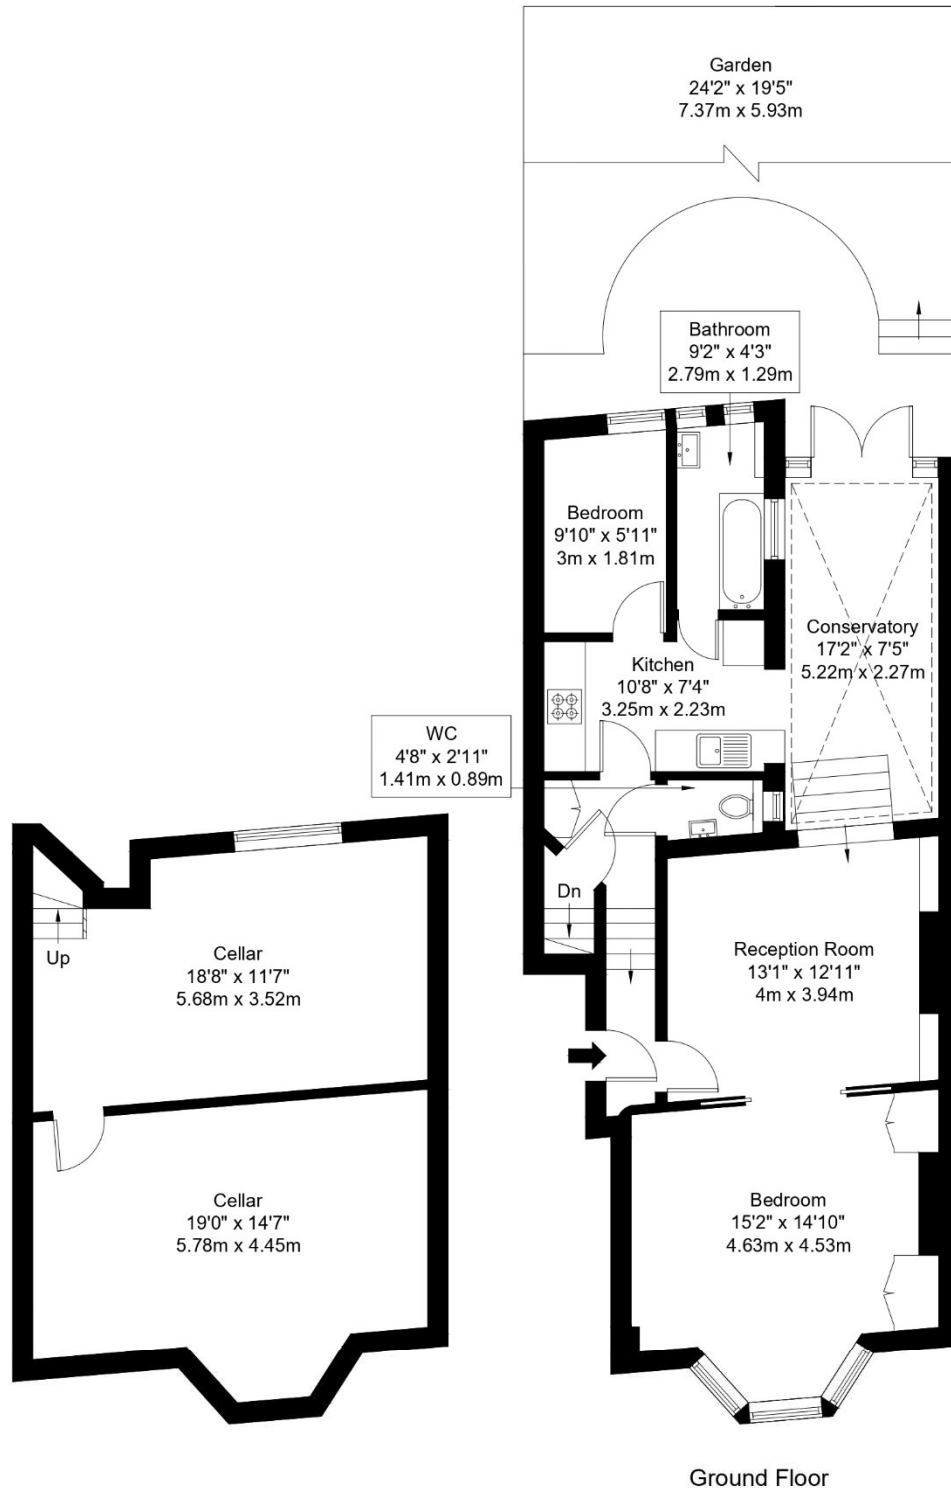 Garden
24'2" x 19'5"
7.37m x 5.93m
Bathroom
9'2" x 4'3"
2.79m x 1.29m
Bedroom
9'10" x 5'11"
3m x 1.81m
Conservatory
17'2" x 7'5"
5.22m x 2.27m
Kitchen
10'8" x 7'4"
3.25m x 2.23m
WC
4'8" x 2'11"
1.41m x 0.89m
Dn
Up
Cellar
18'8" x 11'7"
5.68m x 3.52m
Reception Room
13'1" x 12'11"
4m x 3.94m
Cellar
19'0" x 14'7"
5.78m x 4.45m
Bedroom
15'2" x 14'10"
4.63m x 4.53m
Ground Floor